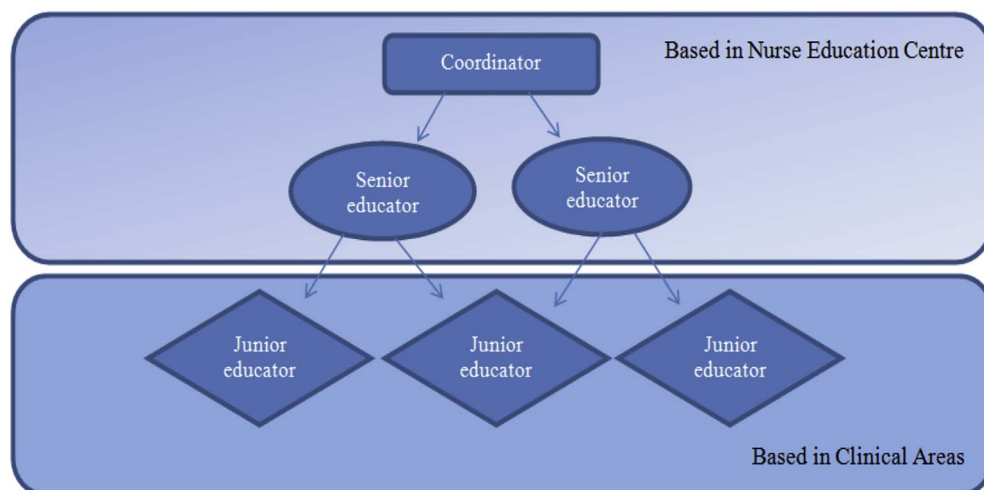 Based in Nurse Education Centre
Coordinator
Senior
educator
Senior
educator
Junior
educator
Junior
educator
Junior
educator
Based in Clinical Areas